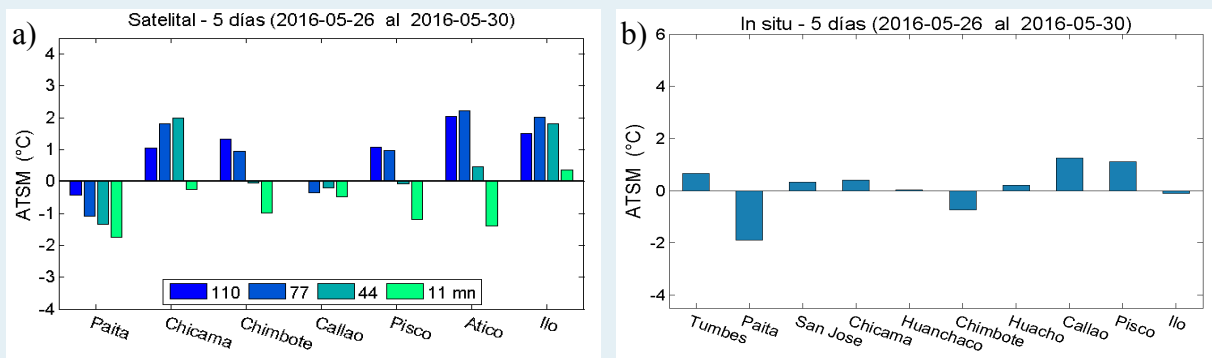 a)
Satelital - 5 días (2016-05-26 al 2016-05-30)
ATSM (°C)
4
3
2
1
0
-1
-2
-3
-4
110 77 44 11 mn
Paita Chicama Chimbote Callao Pisco Atico Ilo
b)
In situ - 5 días (2016-05-26 al 2016-05-30)
ATSM (°C)
6
4
2
0
-2
-4
Tumbes Paita San Jose Chicama Huanchaco Chimbote Huacho Callao Pisco Ilo